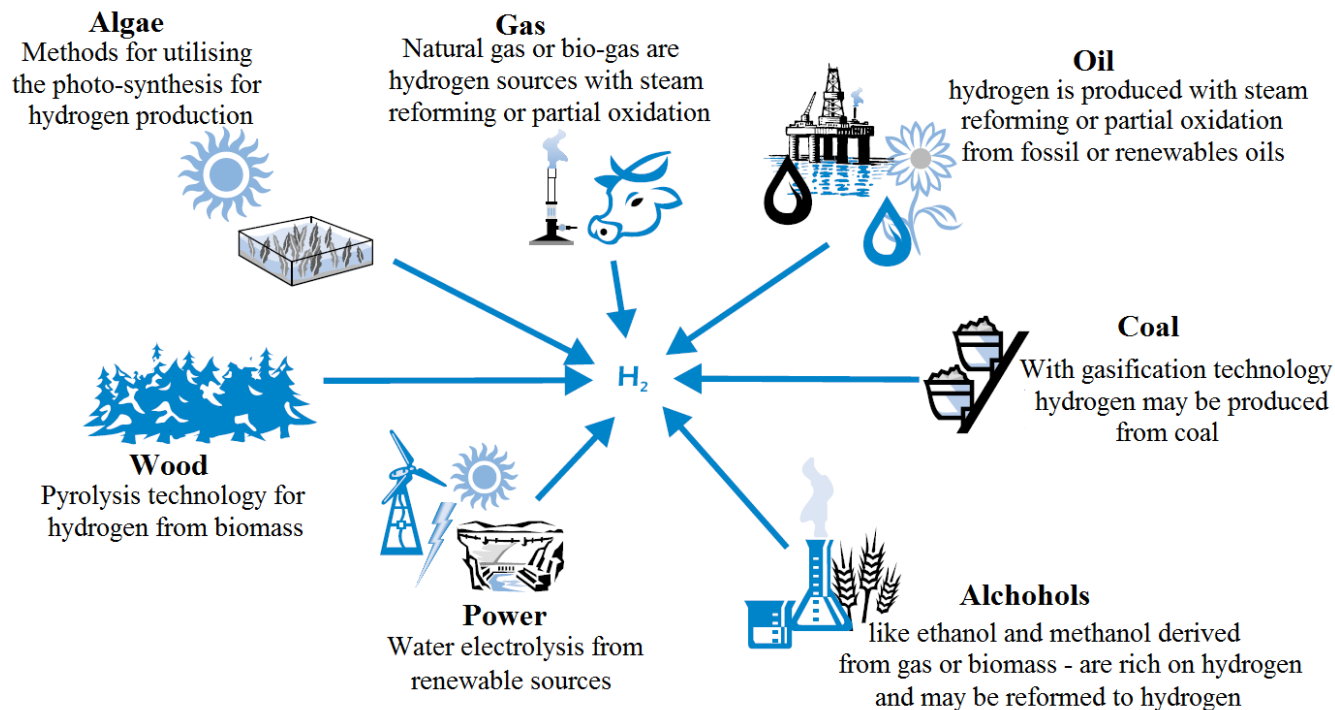 Algae
Methods for utilising
the photo-synthesis for
hydrogen production
Gas
Natural gas or bio-gas are
hydrogen sources with steam
reforming or partial oxidation
Oil
hydrogen is produced with steam
reforming or partial oxidation
from fossil or renewables oils
H₂
Coal
With gasification technology
hydrogen may be produced
from coal
Wood
Pyrolysis technology for
hydrogen from biomass
Power
Water electrolysis from
renewable sources
Alchohols
like ethanol and methanol derived
from gas or biomass - are rich on hydrogen
and may be reformed to hydrogen